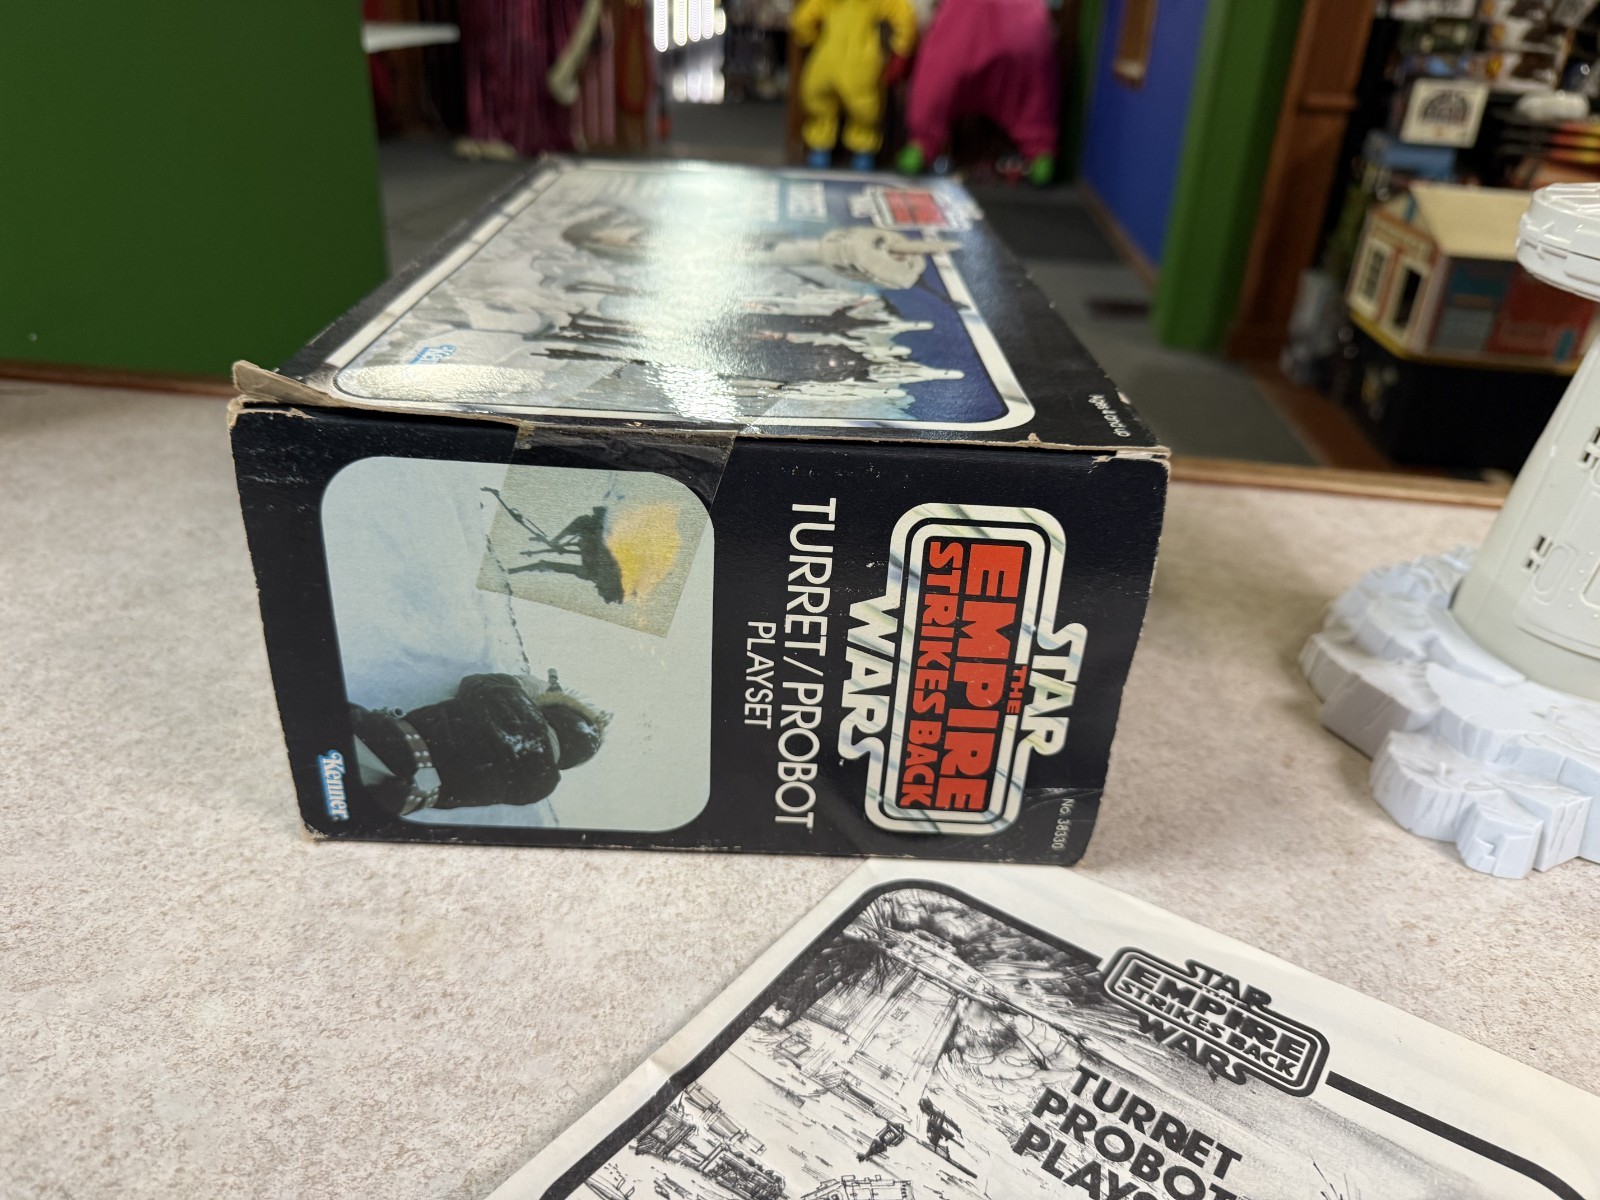 STAR
THE
EMPIRE
STRIKES BACK
WARS
TURRET/PROBOT
PLAYSET
Kenner
No. 38330
STAR
EMPIRE
STRIKES BACK
WARS
TURRET
PROBOT